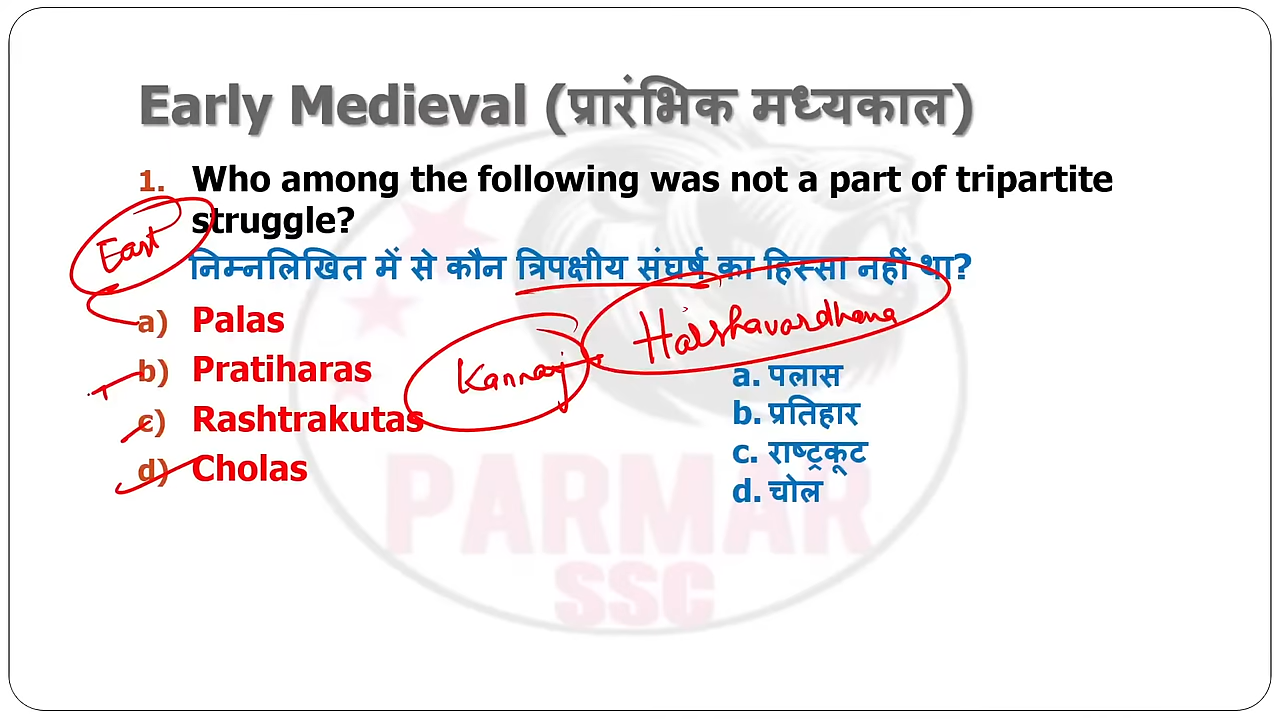 Early Medieval (प्रारंभिक मध्यकाल)
1. Who among the following was not a part of tripartite
struggle?
East
निम्नलिखित में से कौन त्रिपक्षीय संघर्ष का हिस्सा नहीं था?
a) Palas
Harshavardhana
b) Pratiharas
Kannauj
c) Rashtrakutas
d) Cholas
a. पलास
b. प्रतिहार
c. राष्ट्रकूट
d. चोल
PARMAR
SSC